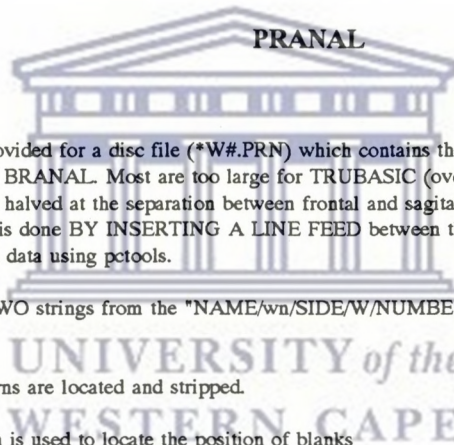 PRANAL
ovided for a disc file (*W#.PRN) which contains th
BRANAL. Most are too large for TRUBASIC (ove
halved at the separation between frontal and sagita
is done BY INSERTING A LINE FEED between t
data using pctools.
WO strings from the "NAME/wn/SIDE/W/NUMBE
UNIVERSITY of the
rns are located and stripped.
WESTERN CAPE
n is used to locate the position of blanks